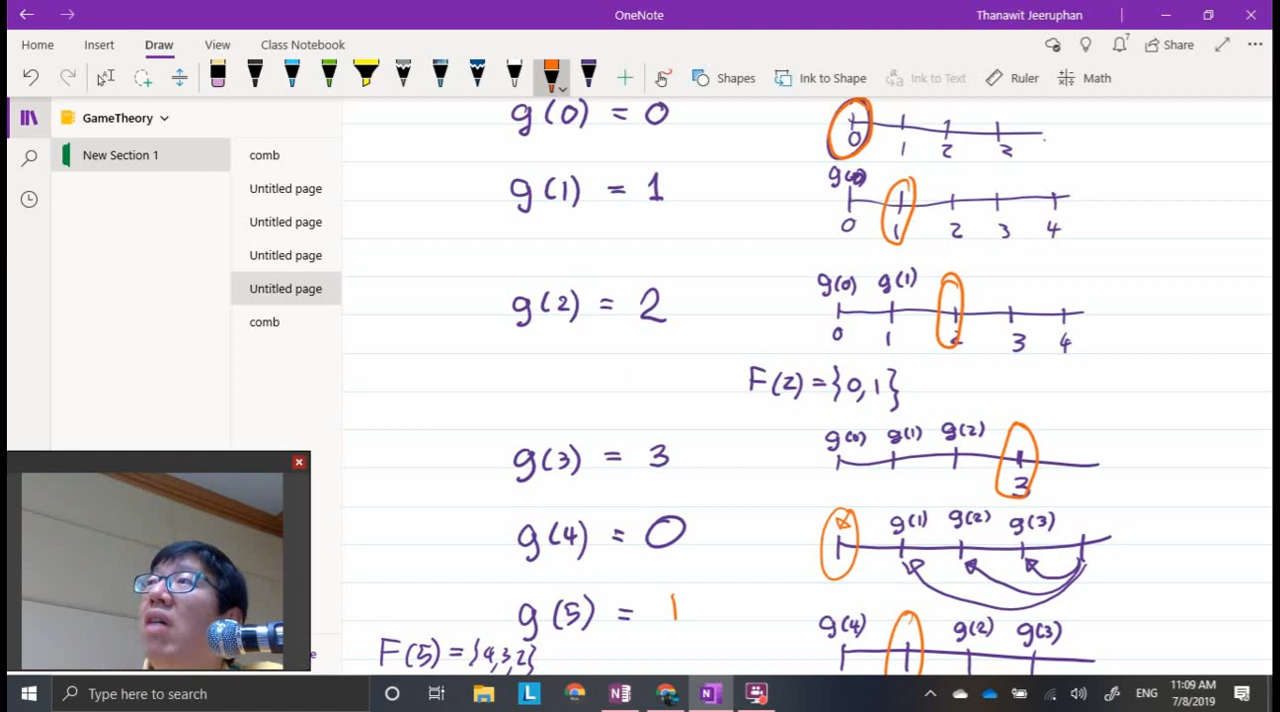 OneNote
Thanawit Jeeruphan
Home Insert Draw View Class Notebook
Share
Shapes Ink to Shape Ink to Text Ruler Math
GameTheory
New Section 1
comb
Untitled page
Untitled page
Untitled page
Untitled page
comb
g(0) = 0
0 1 2 3
g(1) = 1
g(0)
0 1 2 3 4
g(2) = 2
g(0) g(1)
0 1 2 3 4
F(2) = {0,1}
g(3) = 3
g(0) g(1) g(2)
3
g(4) = 0
g(1) g(2) g(3)
g(5) = 1
g(4) g(2) g(3)
F(5) = {4,3,2}
Type here to search
ENG
11:09 AM
7/8/2019